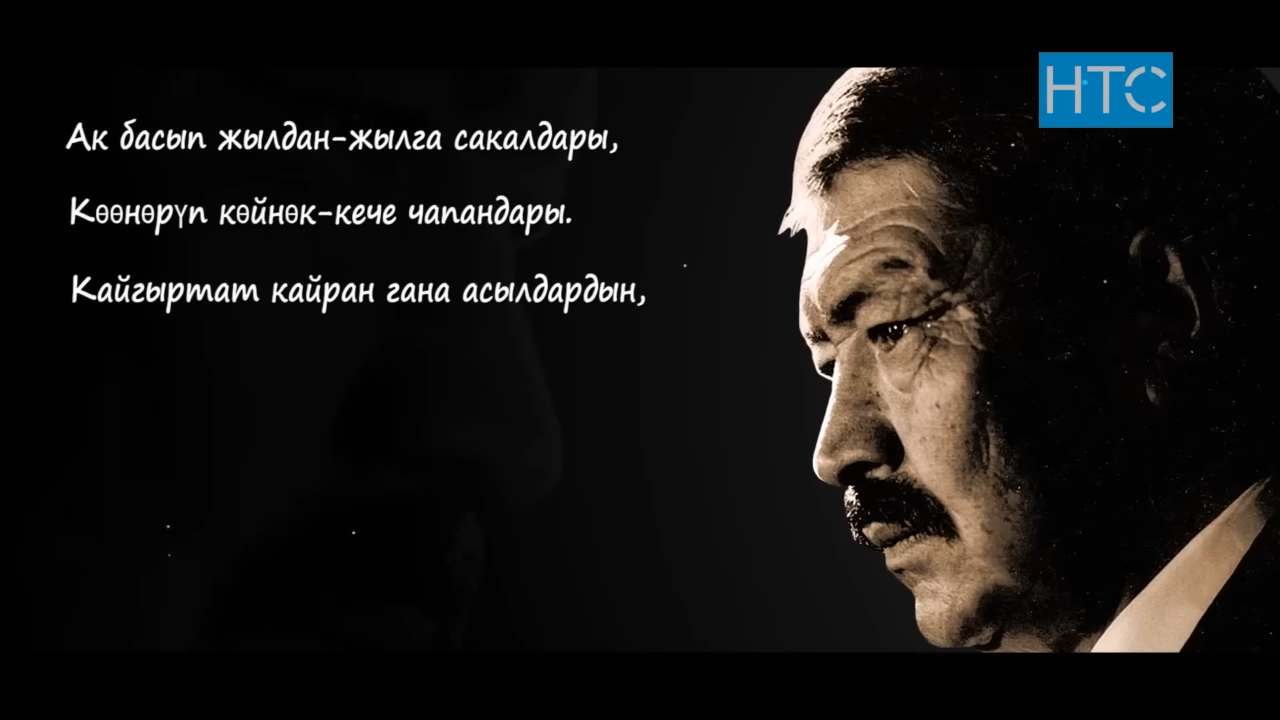 НТС
Ак басып жылдан-жылга сакалдары,
Көөнөрүп көйнөк-кече чапандары.
Кайгыртат кайран гана асылдардын,